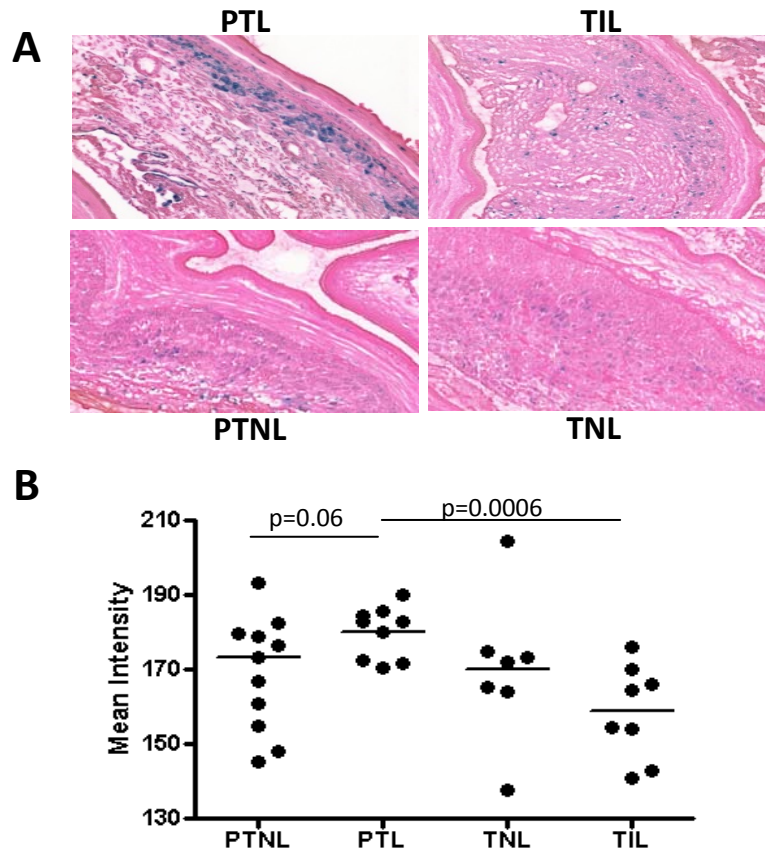 A
PTL
TIL
PTNL
TNL
B
p=0.06
p=0.0006
210
190
170
150
130
Mean Intensity
PTNL
PTL
TNL
TIL